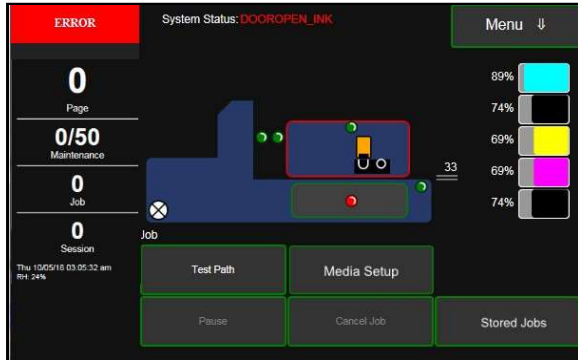 ERROR
System Status: DOOROPEN_INK
Menu ⇓
0
Page
0/50
Maintenance
0
Job
0
Session
Thu 10/05/16 03:05:32 am
RH: 24%
89%
74%
69%
69%
74%
33
Job
Test Path
Media Setup
Pause
Cancel Job
Stored Jobs